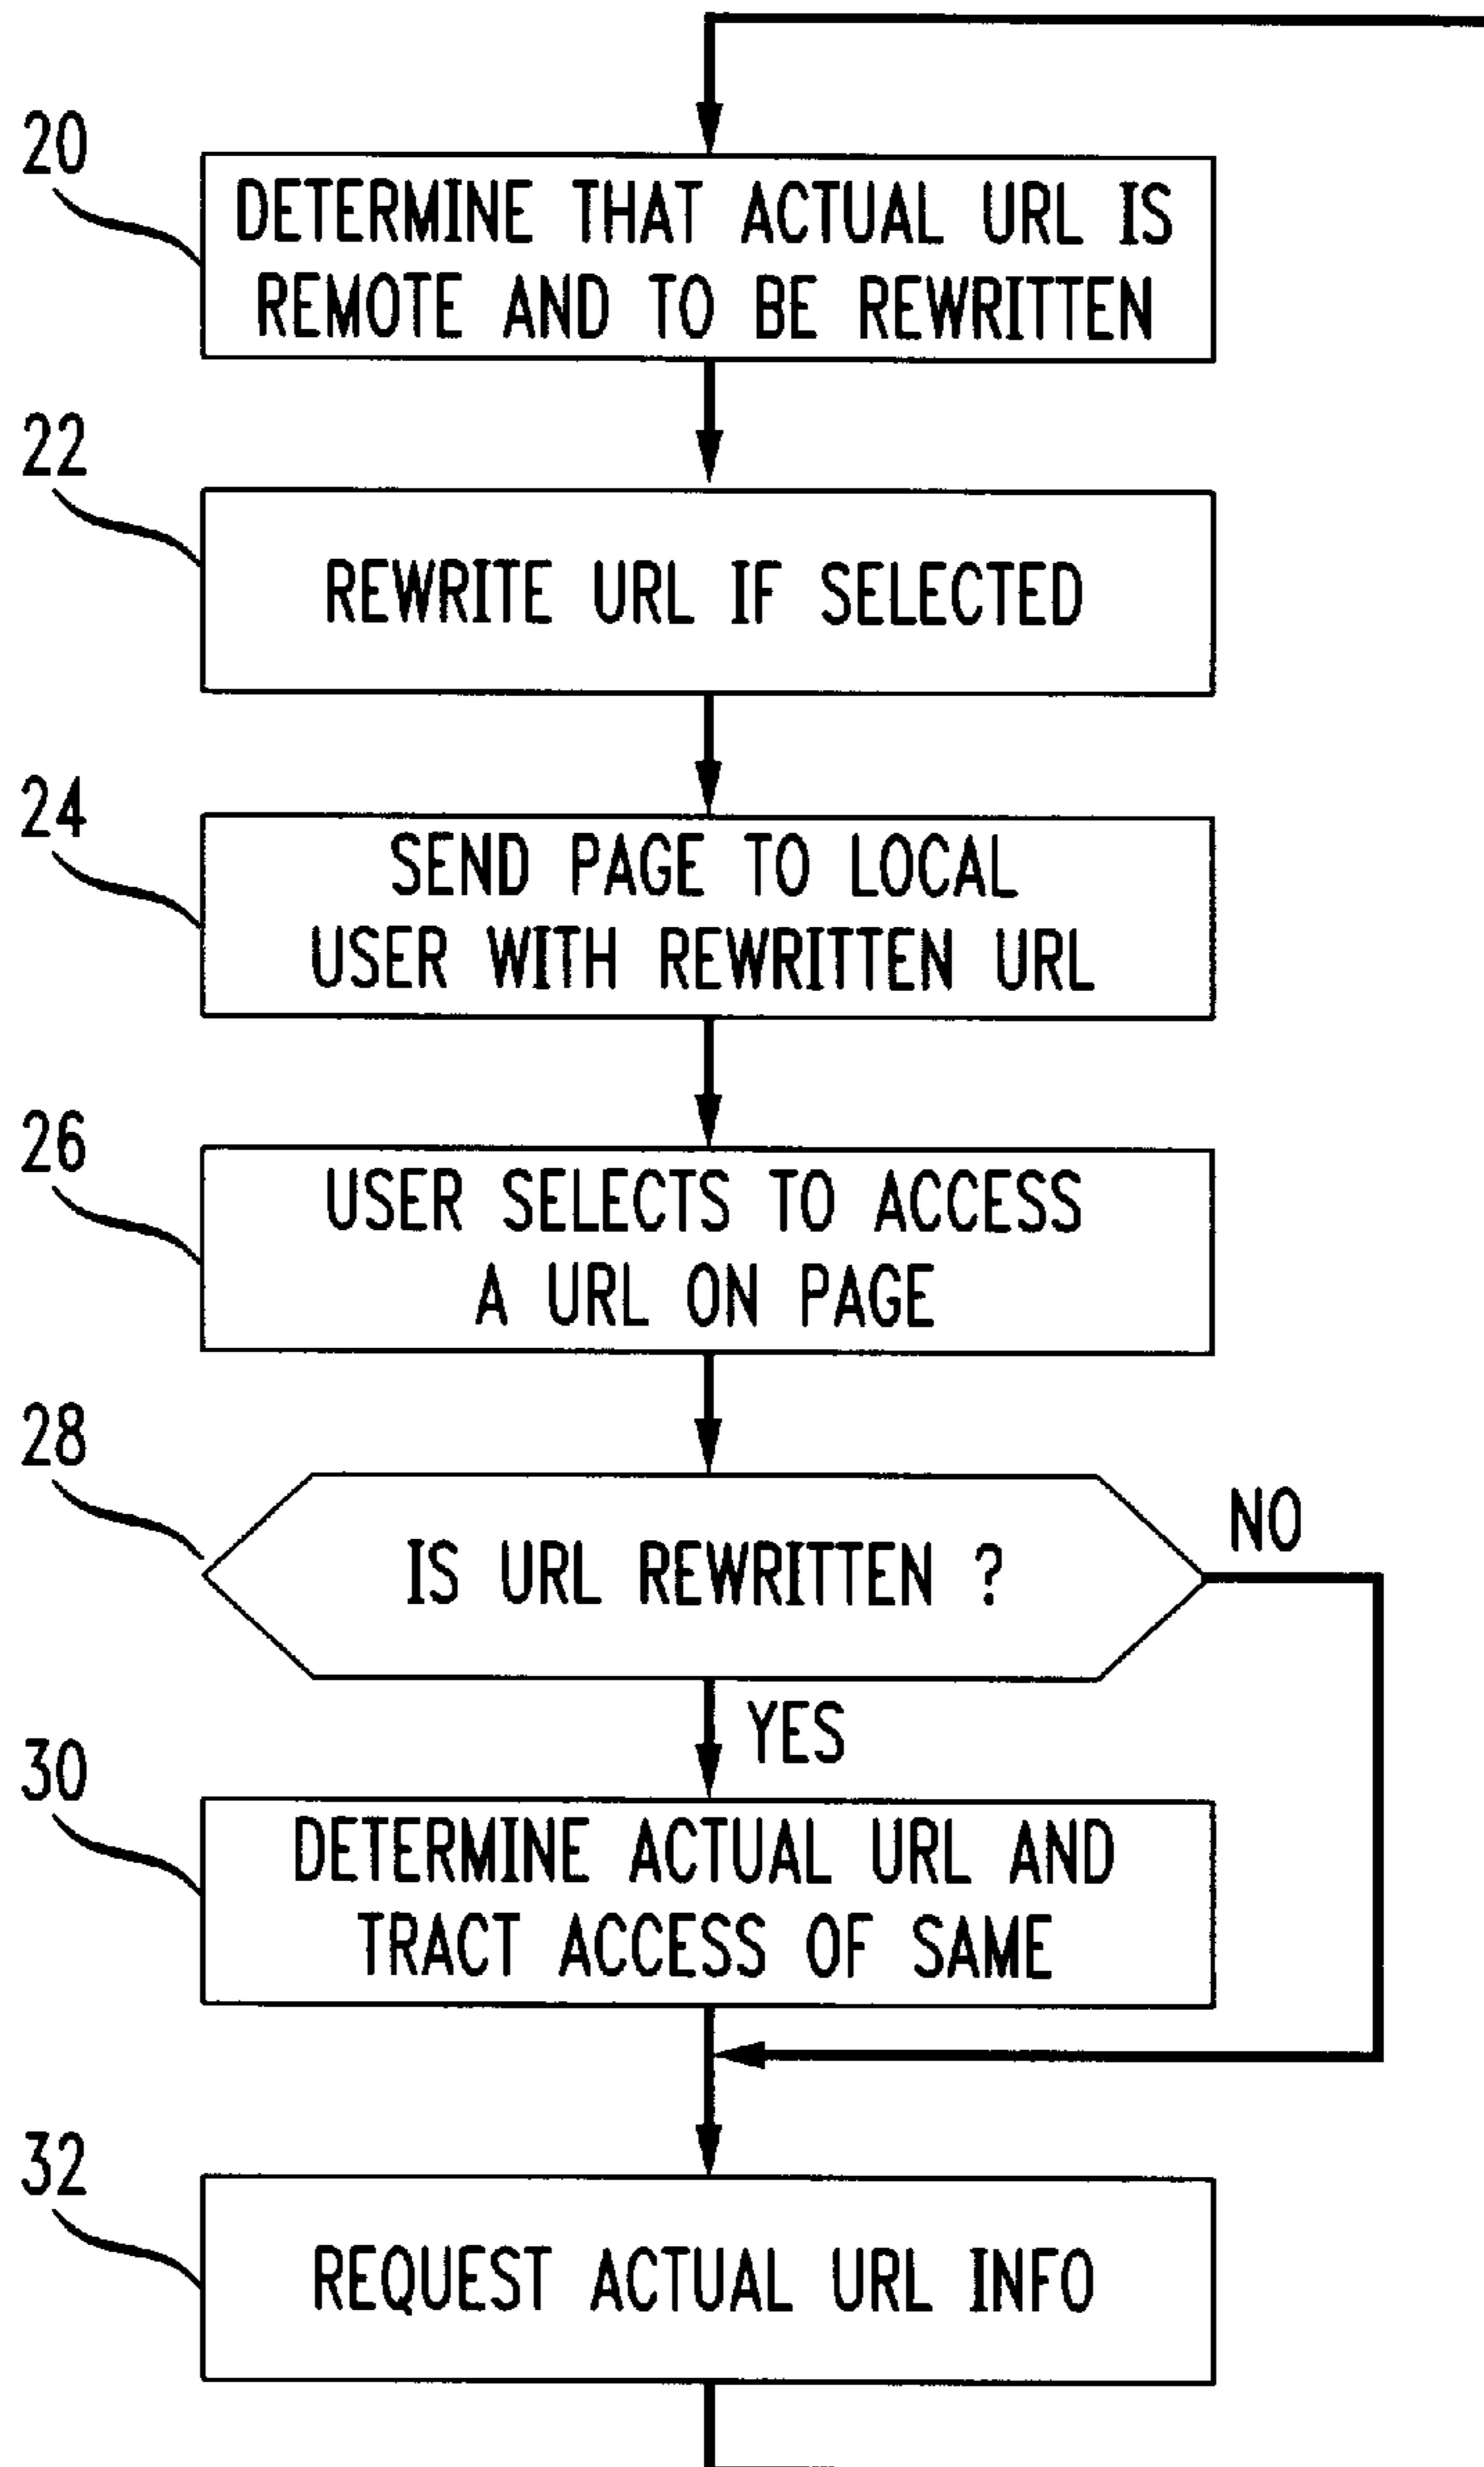 20
DETERMINE THAT ACTUAL URL IS
REMOTE AND TO BE REWRITTEN
22
REWRITE URL IF SELECTED
24
SEND PAGE TO LOCAL
USER WITH REWRITTEN URL
26
USER SELECTS TO ACCESS
A URL ON PAGE
28
IS URL REWRITTEN ?
NO
YES
30
DETERMINE ACTUAL URL AND
TRACT ACCESS OF SAME
32
REQUEST ACTUAL URL INFO